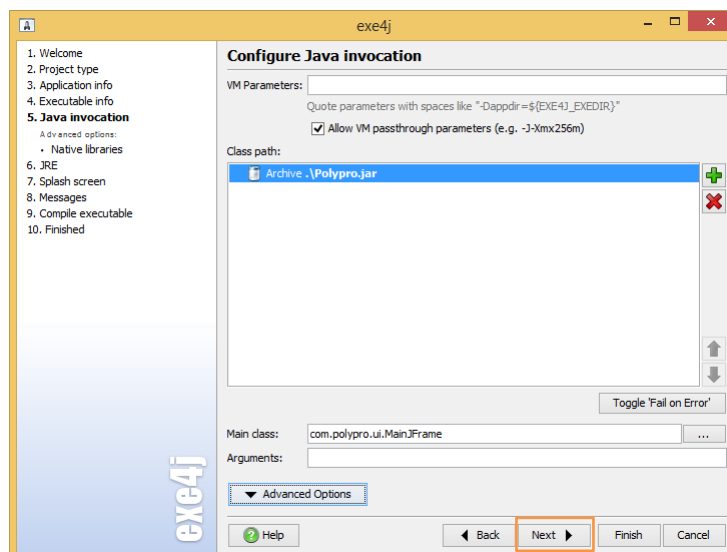 exe4j
1. Welcome
2. Project type
3. Application info
4. Executable info
5. Java invocation
Advanced options:
• Native libraries
6. JRE
7. Splash screen
8. Messages
9. Compile executable
10. Finished
exe4j
Configure Java invocation
VM Parameters:
Quote parameters with spaces like "-Dappdir=${EXE4J_EXEDIR}"
Allow VM passthrough parameters (e.g. -J-Xmx256m)
Class path:
Archive .\Polypro.jar
Toggle 'Fail on Error'
Main class: com.polypro.ui.MainJFrame ...
Arguments:
Advanced Options
Help Back Next Finish Cancel